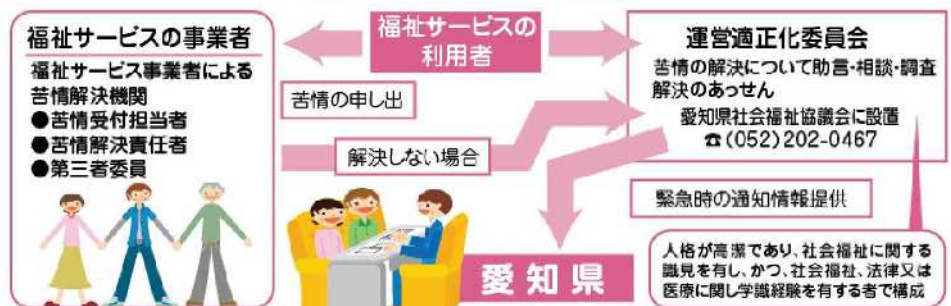 福祉サービスの事業者
福祉サービス事業者による
苦情解決機関
●苦情受付担当者
●苦情解決責任者
●第三者委員
福祉サービスの
利用者
苦情の申し出
解決しない場合
運営適正化委員会
苦情の解決について助言・相談・調査
解決のあっせん
愛知県社会福祉協議会に設置
☎(052)202-0467
緊急時の通知情報提供
愛知県
人格が高潔であり、社会福祉に関する
識見を有し、かつ、社会福祉、法律又は
医療に関し学識経験を有する者で構成